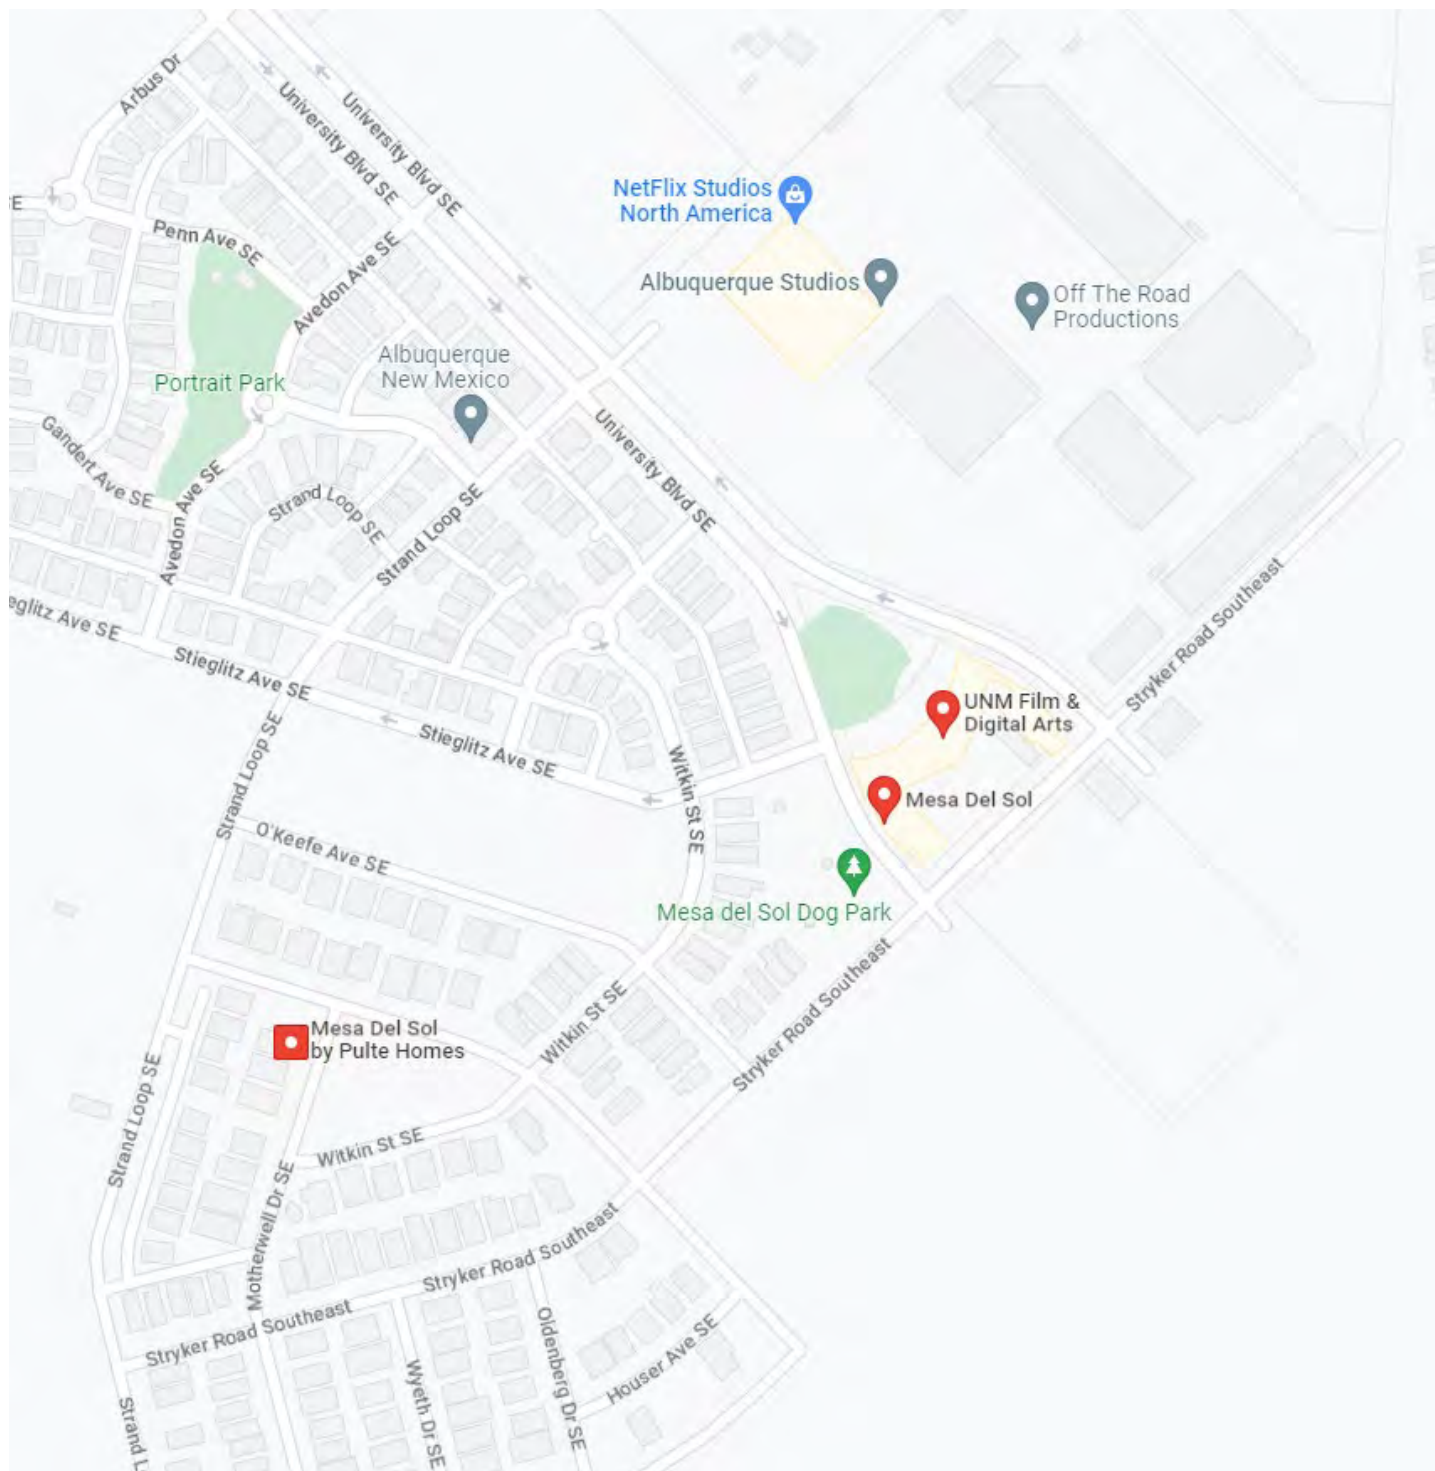 Arbus Dr
University Blvd SE
University Blvd SE
E
Penn Ave SE
Avedon Ave SE
NetFlix Studios
North America
Albuquerque Studios
Off The Road
Productions
Albuquerque
New Mexico
Portrait Park
Gandert Ave SE
Avedon Ave SE
Strand Loop SE
Strand Loop SE
University Blvd SE
Stryker Road Southeast
eglitz Ave SE
Stieglitz Ave SE
Stieglitz Ave SE
Strand Loop SE
Witkin St SE
UNM Film &
Digital Arts
Mesa Del Sol
O'Keefe Ave SE
Mesa del Sol Dog Park
Stryker Road Southeast
Witkin St SE
Mesa Del Sol
by Pulte Homes
Strand Loop SE
Witkin St SE
Motherwell Dr SE
Stryker Road Southeast
Stryker Road Southeast
Oldenberg Dr SE
Houser Ave SE
Wyeth Dr SE
Strand L